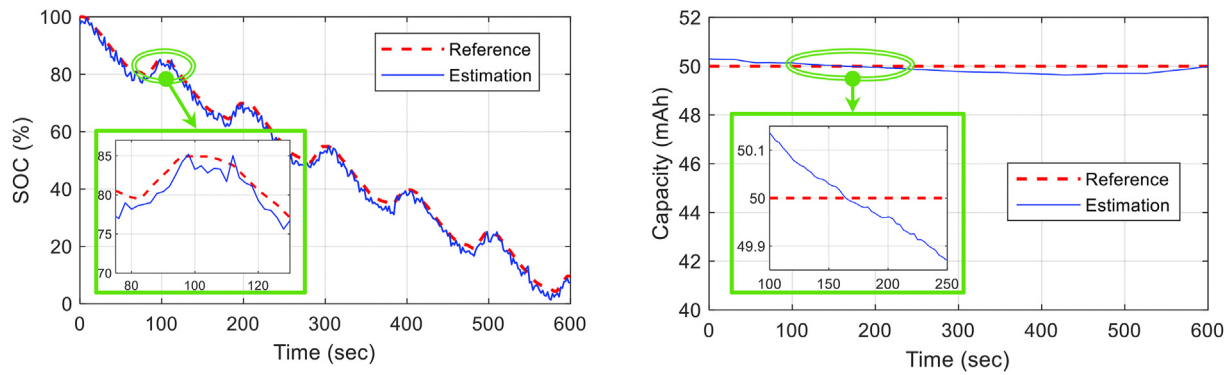 100
80
60
40
20
0
SOC (%)
0 100 200 300 400 500 600
Time (sec)
Reference
Estimation
85
80
75
70
80 100 120
52
50
48
46
44
42
52
40
Capacity (mAh)
0 100 200 300 400 500 600
Time (sec)
Reference
Estimation
50.1
50
49.9
100 150 200 250